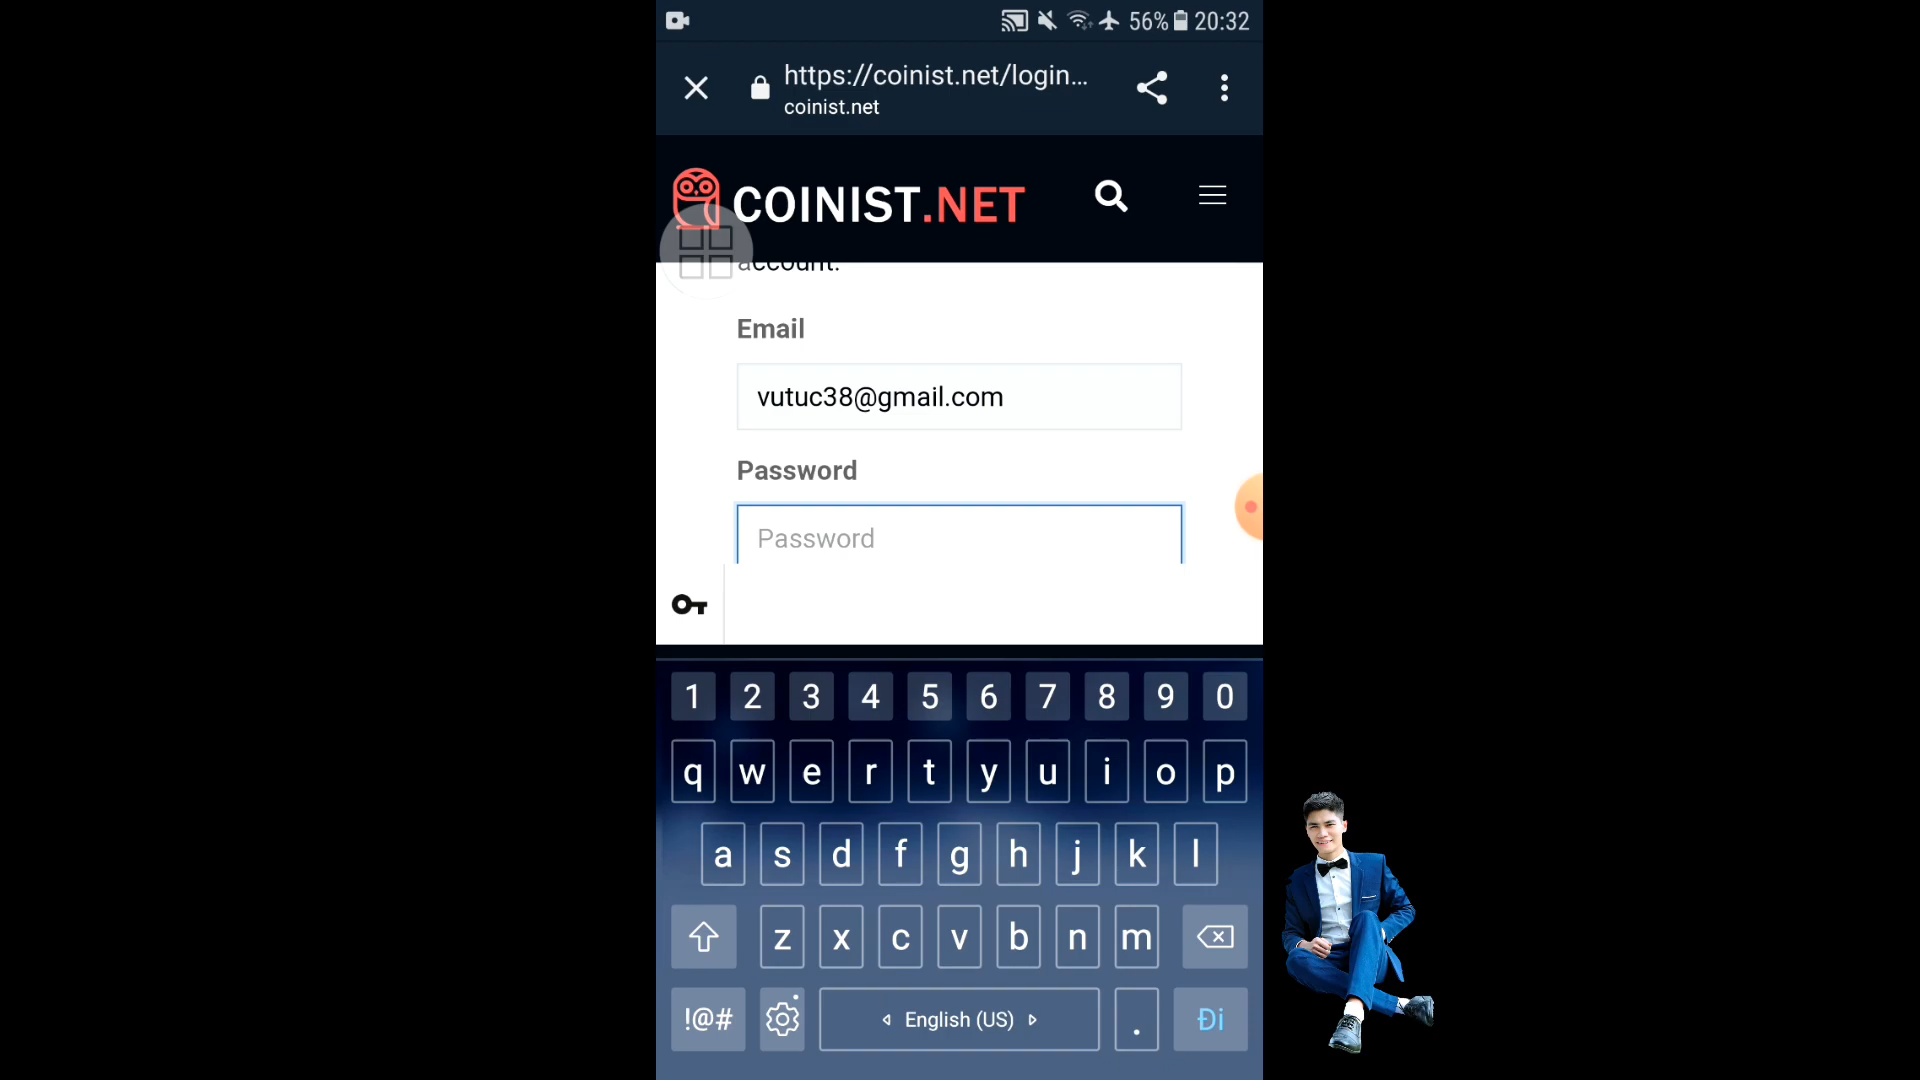 56% 20:32
https://coinist.net/login...
coinist.net
COINIST.NET
account.
Email
vutuc38@gmail.com
Password
Password
1 2 3 4 5 6 7 8 9 0
q w e r t y u i o p
a s d f g h j k l
z x c v b n m
!@# English (US) . Đi